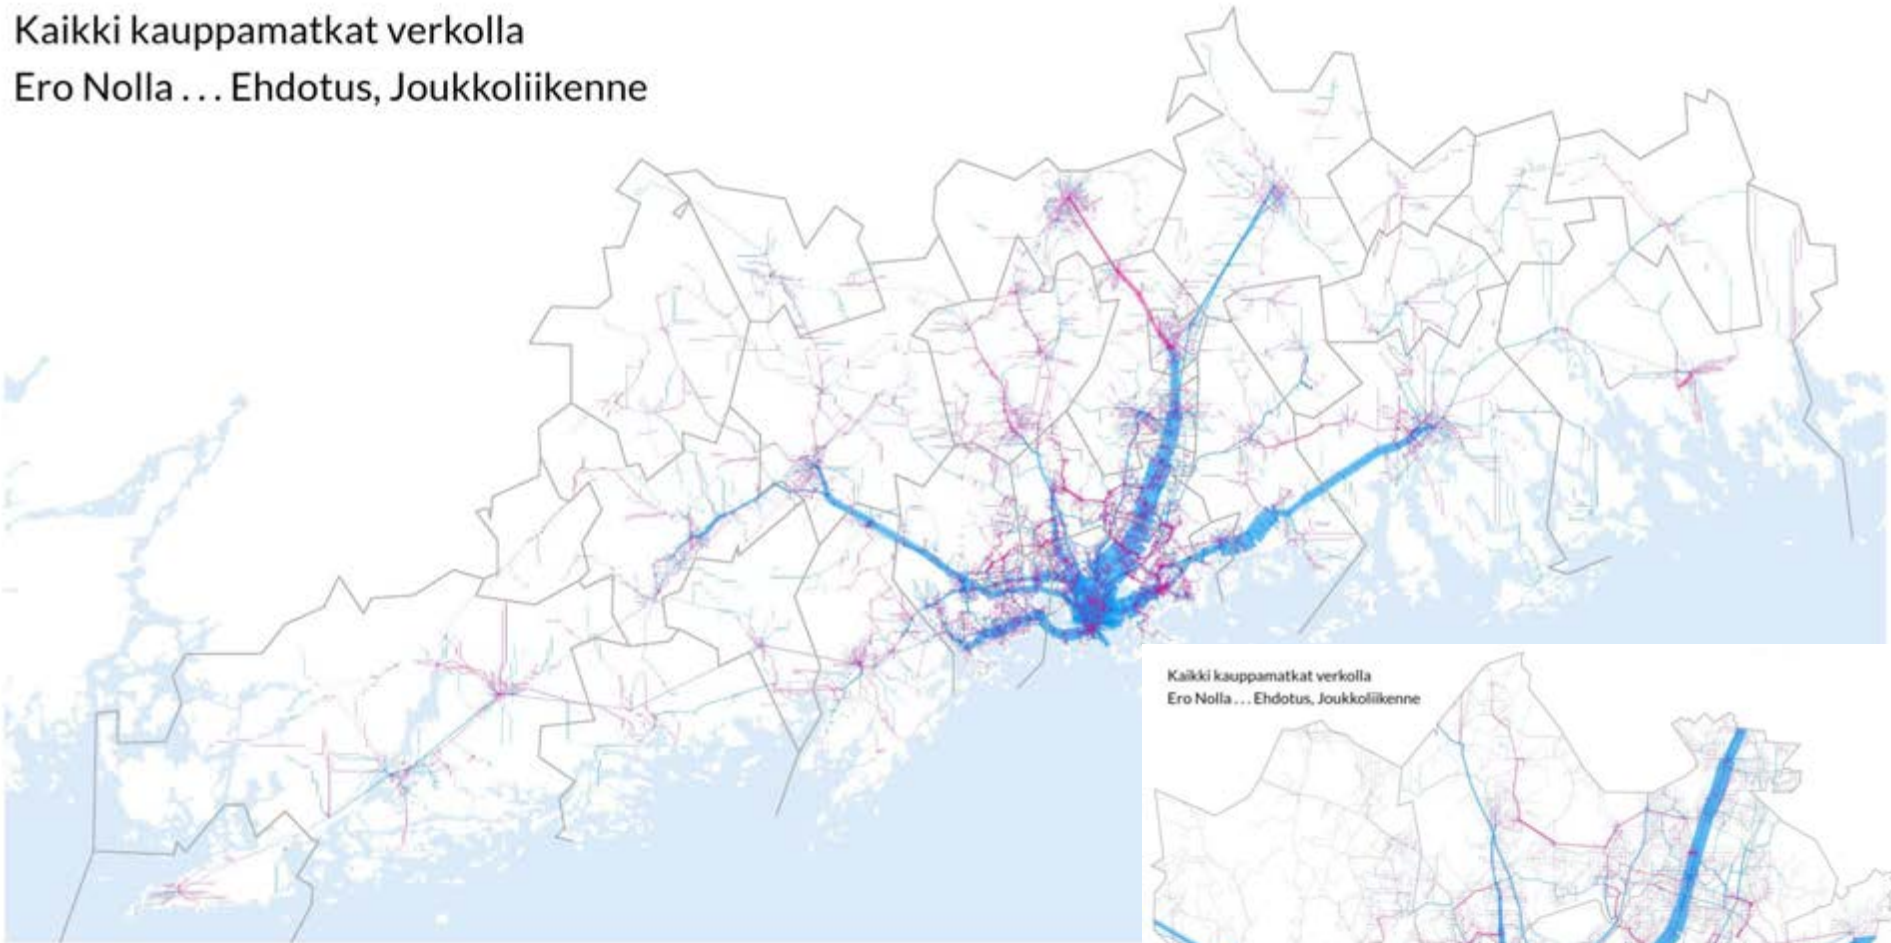 Kaikki kauppamatkat verkolla
Ero Nolla . . . Ehdotus, Joukkoliikenne
Kaikki kauppamatkat verkolla
Ero Nolla . . . Ehdotus, Joukkoliikenne